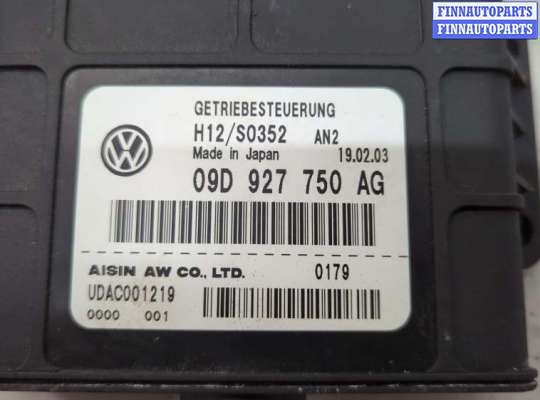 FINNAUTOPARTS
FINNAUTOPARTS
GETRIEBESTEUERUNG
H12/S0352 AN2
Made in Japan 19.02.03
09D 927 750 AG
AISIN AW CO., LTD. 0179
UDAC001219
0000 001